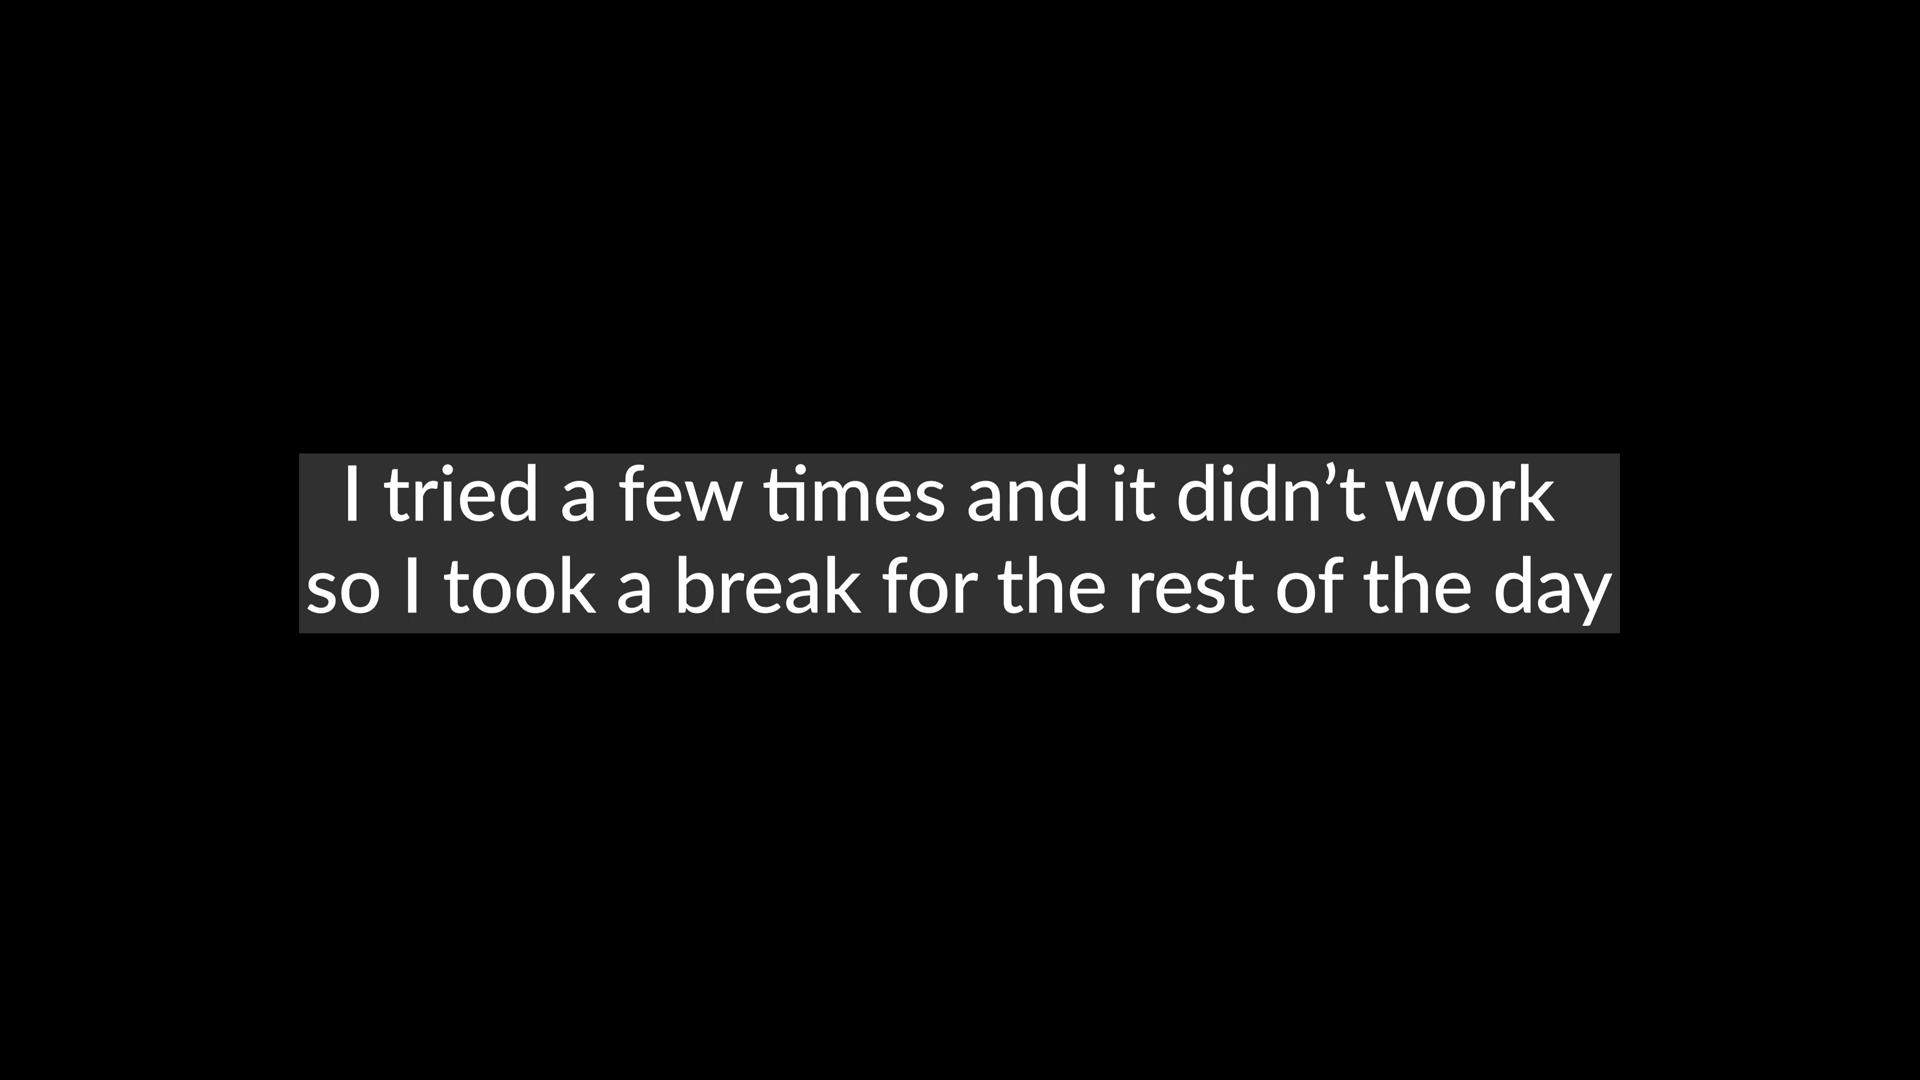 I tried a few times and it didn’t work
so I took a break for the rest of the day